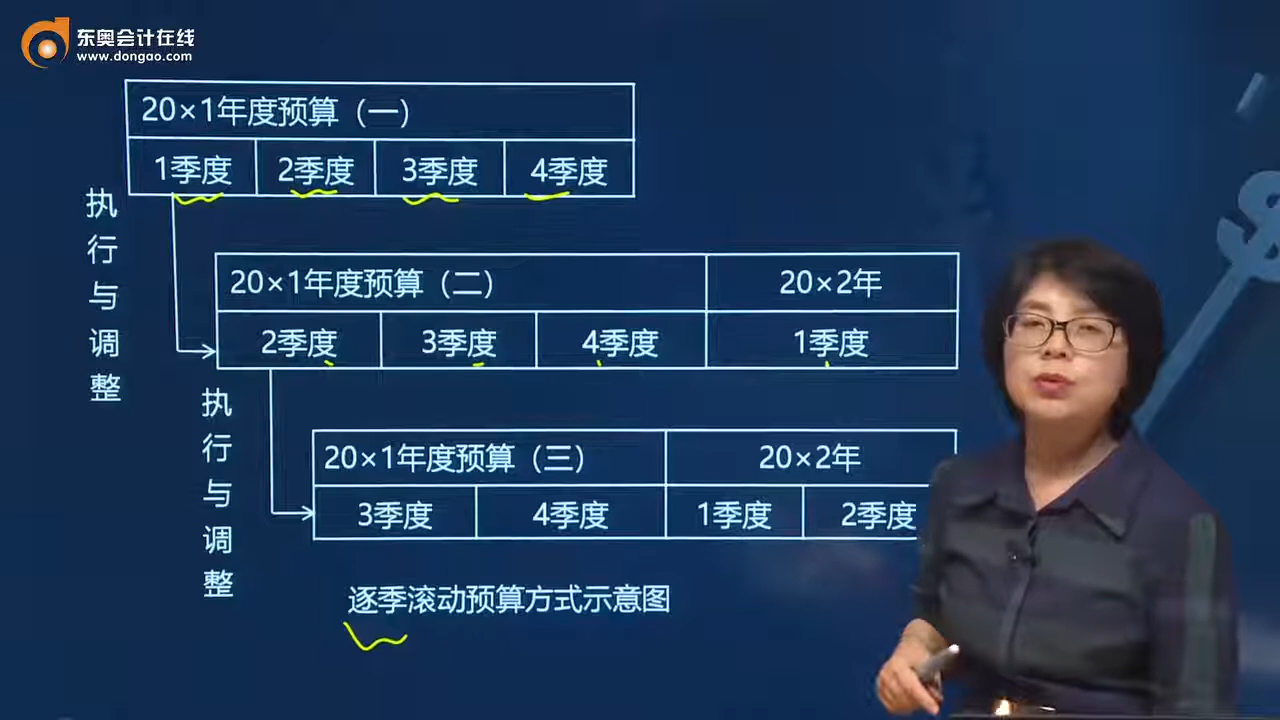 东奥会计在线
www.dongao.com
20×1年度预算（一）
1季度 2季度 3季度 4季度
执行与调整
20×1年度预算（二） 20×2年
2季度 3季度 4季度 1季度
执行与调整
20×1年度预算（三） 20×2年
3季度 4季度 1季度 2季度
逐季滚动预算方式示意图